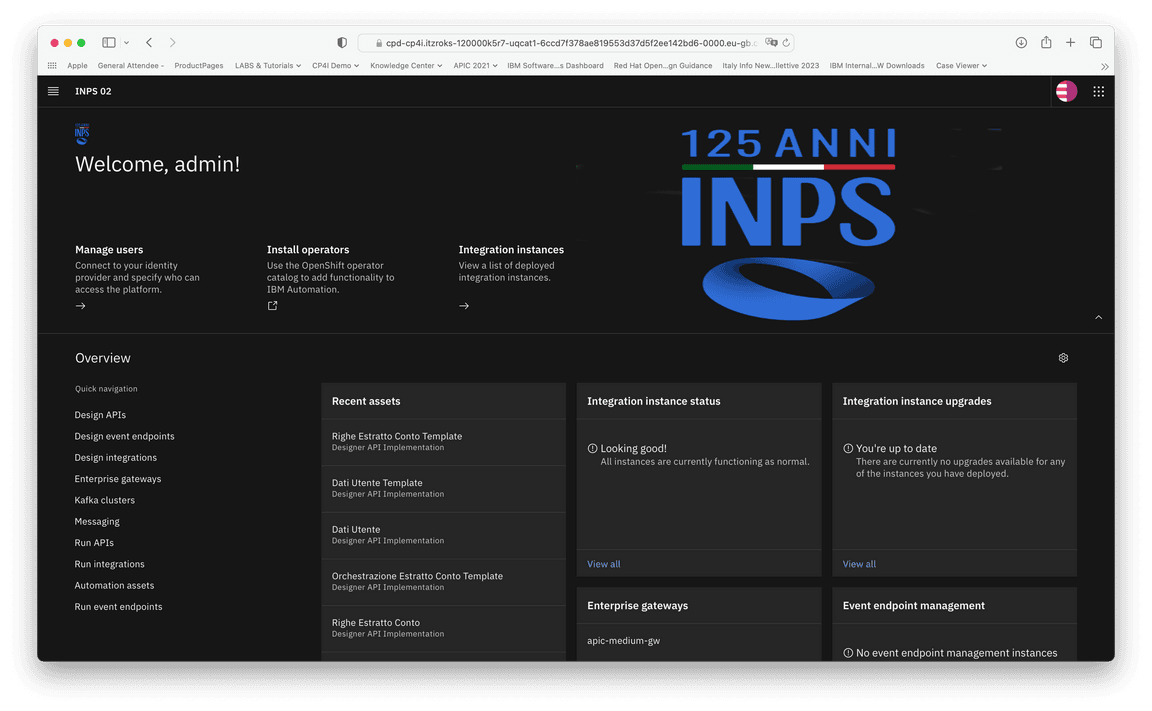 cpd-cp4i.itzroks-120000k5r7-uqcat1-6ccd7f378ae819553d37d5f2ee142bd6-0000.eu-gb.c
Apple General Attendee - ProductPages LABS & Tutorials CP4I Demo Knowledge Center APIC 2021 IBM Software...s Dashboard Red Hat Open...gn Guidance Italy Info New...llettive 2023 IBM Internal...W Downloads Case Viewer
INPS 02
INPS
Welcome, admin!
125 ANNI
INPS
Manage users
Connect to your identity
provider and specify who can
access the platform.
Install operators
Use the OpenShift operator
catalog to add functionality to
IBM Automation.
Integration instances
View a list of deployed
integration instances.
Overview
Quick navigation
Design APIs
Design event endpoints
Design integrations
Enterprise gateways
Kafka clusters
Messaging
Run APIs
Run integrations
Automation assets
Run event endpoints
Recent assets
Righe Estratto Conto Template
Designer API Implementation
Dati Utente Template
Designer API Implementation
Dati Utente
Designer API Implementation
Orchestrazione Estratto Conto Template
Designer API Implementation
Righe Estratto Conto
Designer API Implementation
Integration instance status
Looking good!
All instances are currently functioning as normal.
View all
Integration instance upgrades
You're up to date
There are currently no upgrades available for any
of the instances you have deployed.
View all
Enterprise gateways
apic-medium-gw
Event endpoint management
No event endpoint management instances